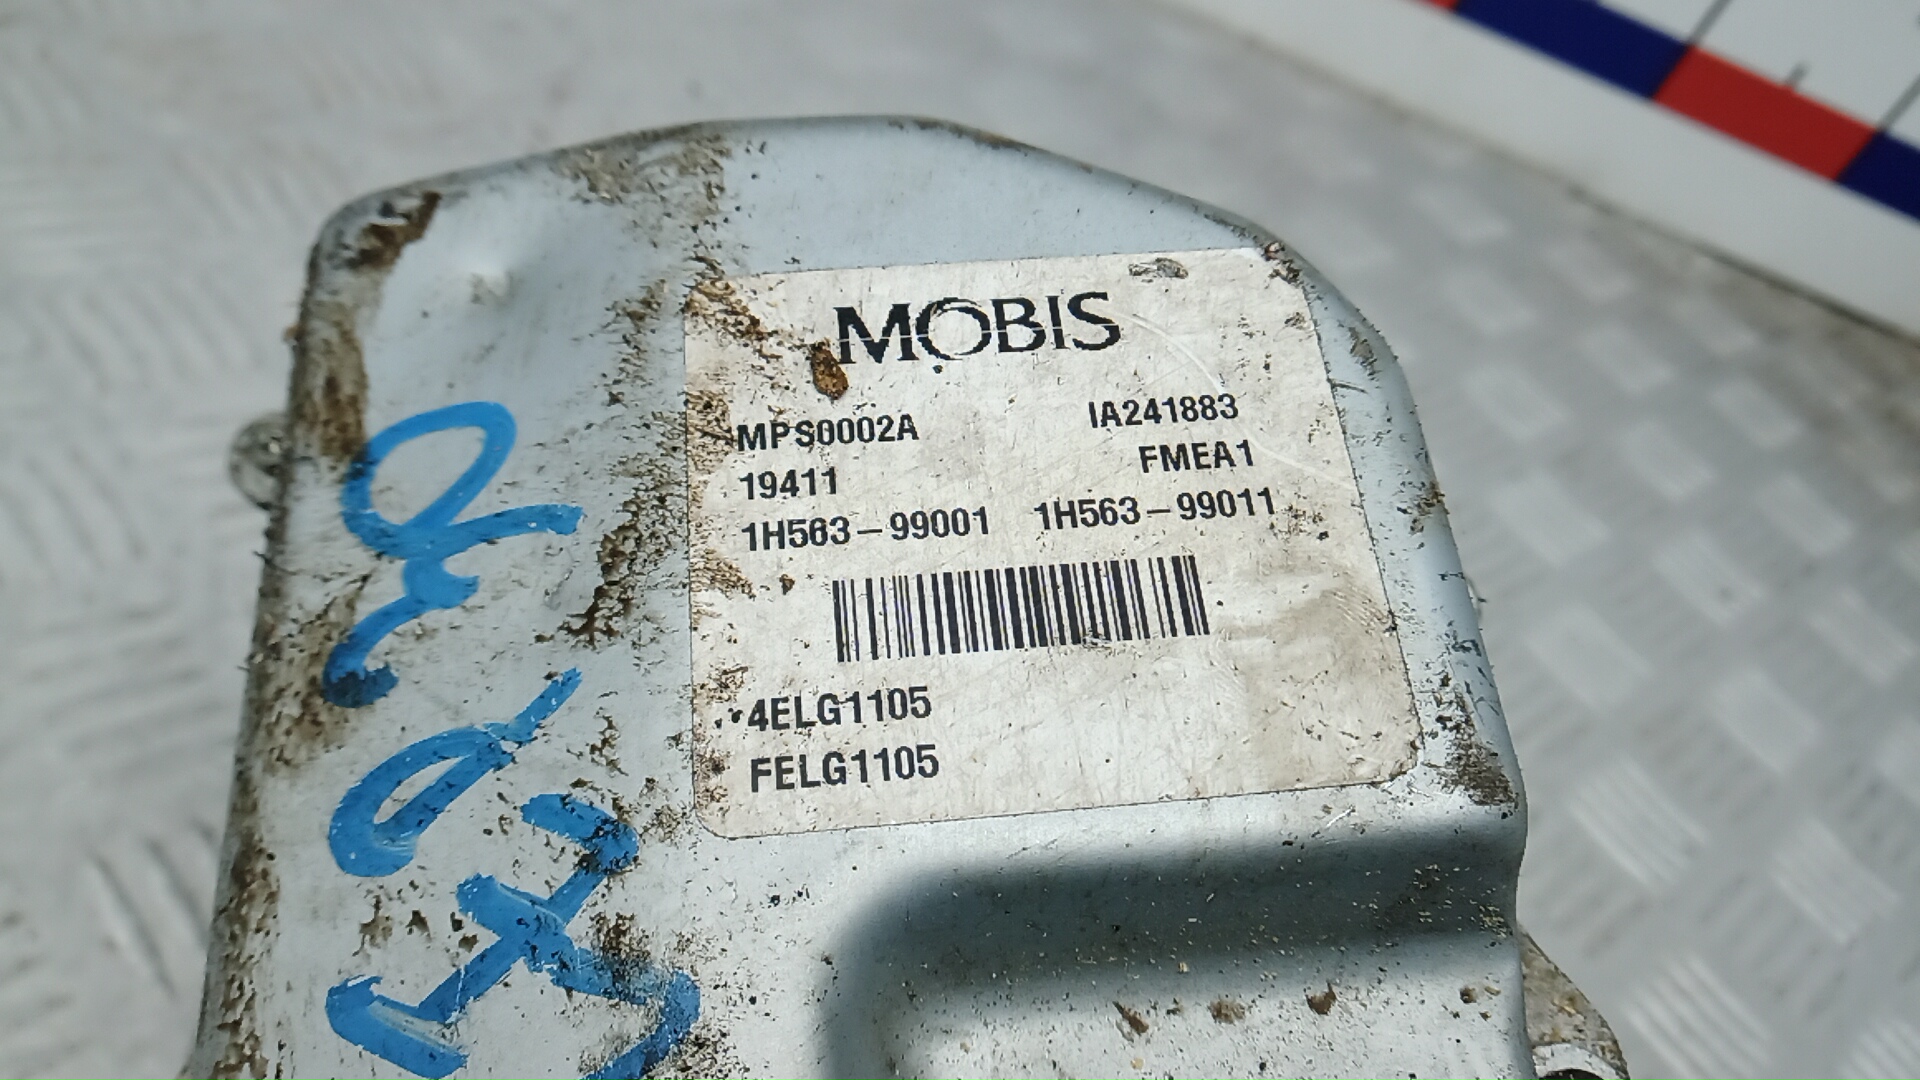 MOBIS
MPS0002A IA241883
19411 FMEA1
1H563-99001 1H563-99011
4ELG1105
FELG1105